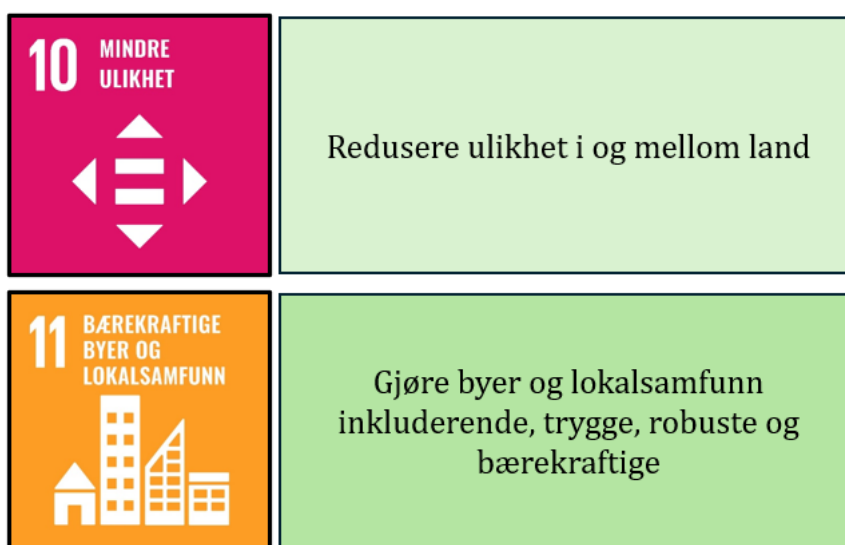 10 MINDRE
ULIKHET
Redusere ulikhet i og mellom land
11 BÆREKRAFTIGE
BYER OG
LOKALSAMFUNN
Gjøre byer og lokalsamfunn
inkluderende, trygge, robuste og
bærekraftige